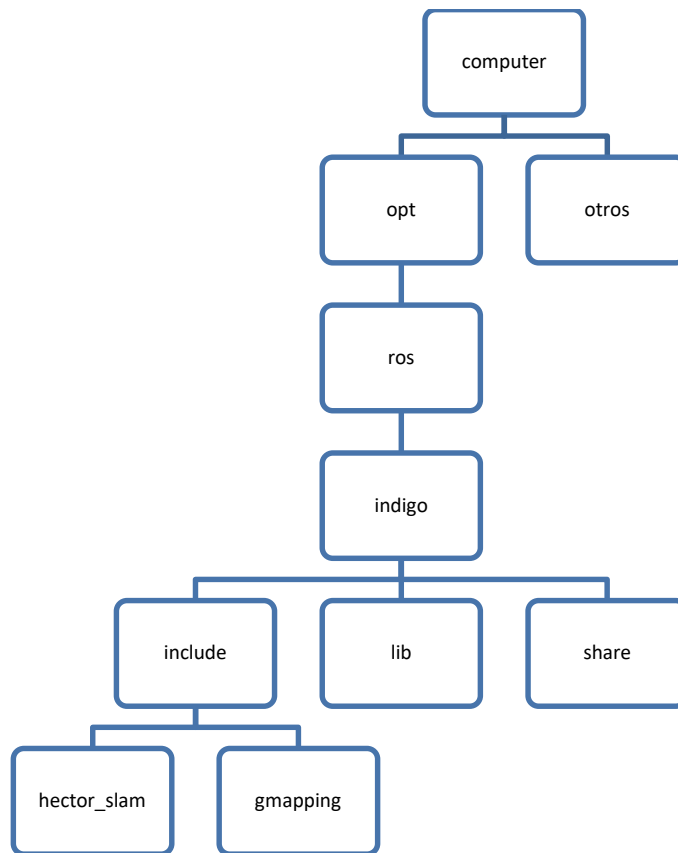 computer
opt
otros
ros
indigo
include
lib
share
hector_slam
gmapping